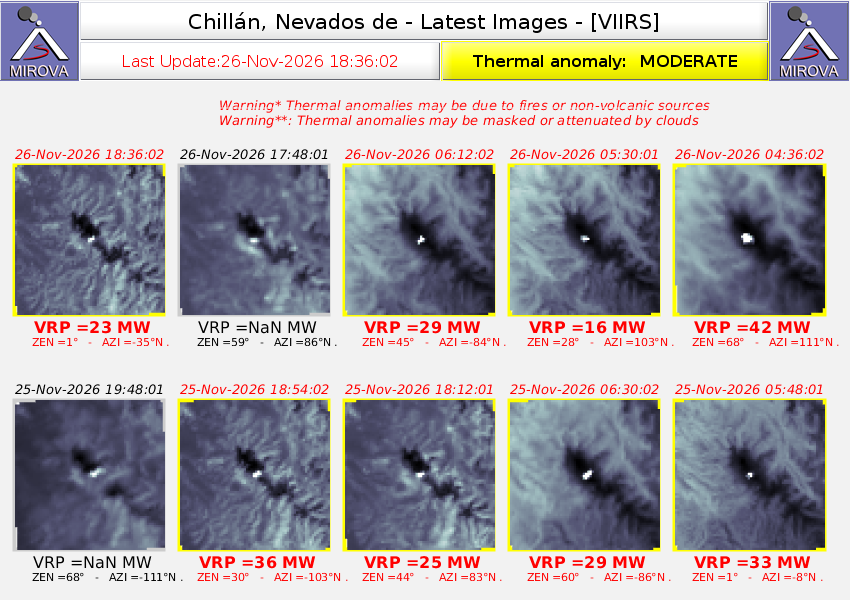 Chillán, Nevados de - Latest Images - [VIIRS]
MIROVA
Last Update:26-Nov-2026 18:36:02
Thermal anomaly: MODERATE
MIROVA
Warning* Thermal anomalies may be due to fires or non-volcanic sources
Warning**: Thermal anomalies may be masked or attenuated by clouds
26-Nov-2026 18:36:02
26-Nov-2026 17:48:01
26-Nov-2026 06:12:02
26-Nov-2026 05:30:01
26-Nov-2026 04:36:02
VRP =23 MW
VRP =NaN MW
VRP =29 MW
VRP =16 MW
VRP =42 MW
ZEN =1° - AZI =-35°N .
ZEN =59° - AZI =86°N .
ZEN =45° - AZI =-84°N .
ZEN =28° - AZI =103°N .
ZEN =68° - AZI =111°N .
25-Nov-2026 19:48:01
25-Nov-2026 18:54:02
25-Nov-2026 18:12:01
25-Nov-2026 06:30:02
25-Nov-2026 05:48:01
VRP =NaN MW
VRP =36 MW
VRP =25 MW
VRP =29 MW
VRP =33 MW
ZEN =68° - AZI =-111°N .
ZEN =30° - AZI =-103°N .
ZEN =44° - AZI =83°N .
ZEN =60° - AZI =-86°N .
ZEN =1° - AZI =-8°N .